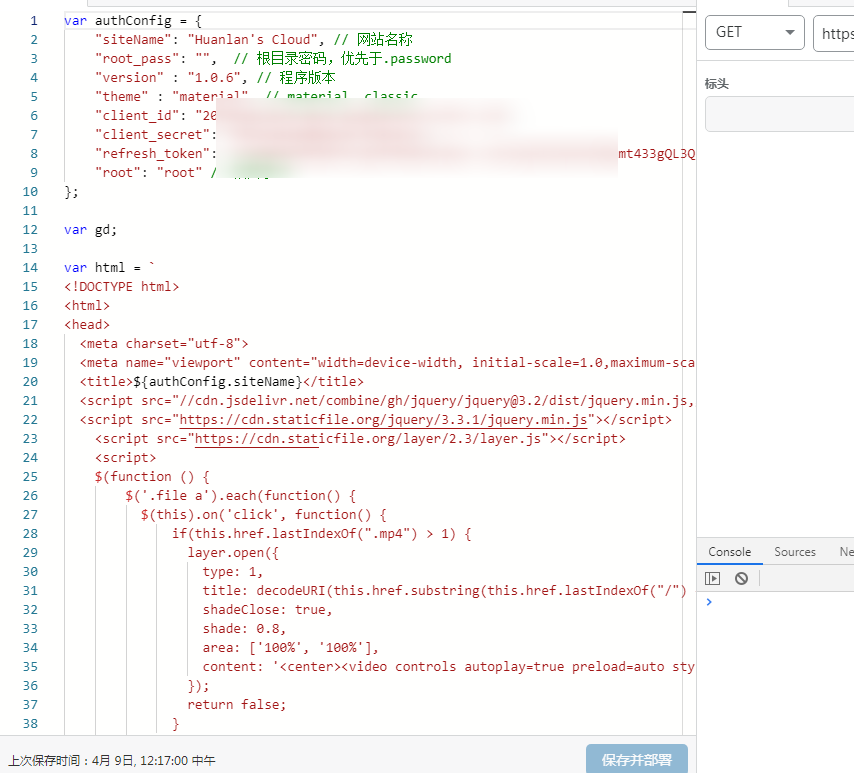 1 var authConfig = {
2 "siteName": "Huanlan's Cloud", // 网站名称
3 "root_pass": "", // 根目录密码，优先于.password
4 "version" : "1.0.6", // 程序版本
5 "theme" : "material", // material classic
6 "client_id": "20
7 "client_secret":
8 "refresh_token": mt433gQL3Q
9 "root": "root" /
10 };
11
12 var gd;
13
14 var html = `
15 <!DOCTYPE html>
16 <html>
17 <head>
18 <meta charset="utf-8">
19 <meta name="viewport" content="width=device-width, initial-scale=1.0,maximum-sca
20 <title>${authConfig.siteName}</title>
21 <script src="//cdn.jsdelivr.net/combine/gh/jquery/jquery@3.2/dist/jquery.min.js,
22 <script src="https://cdn.staticfile.org/jquery/3.3.1/jquery.min.js"></script>
23 <script src="https://cdn.staticfile.org/layer/2.3/layer.js"></script>
24 <script>
25 $(function () {
26 $('.file a').each(function() {
27 $(this).on('click', function() {
28 if(this.href.lastIndexOf(".mp4") > 1) {
29 layer.open({
30 type: 1,
31 title: decodeURI(this.href.substring(this.href.lastIndexOf("/")
32 shadeClose: true,
33 shade: 0.8,
34 area: ['100%', '100%'],
35 content: '<center><video controls autoplay=true preload=auto sty
36 });
37 return false;
38 }
上次保存时间：4月 9日, 12:17:00 中午
保存并部署
GET
https
标头
Console Sources Ne